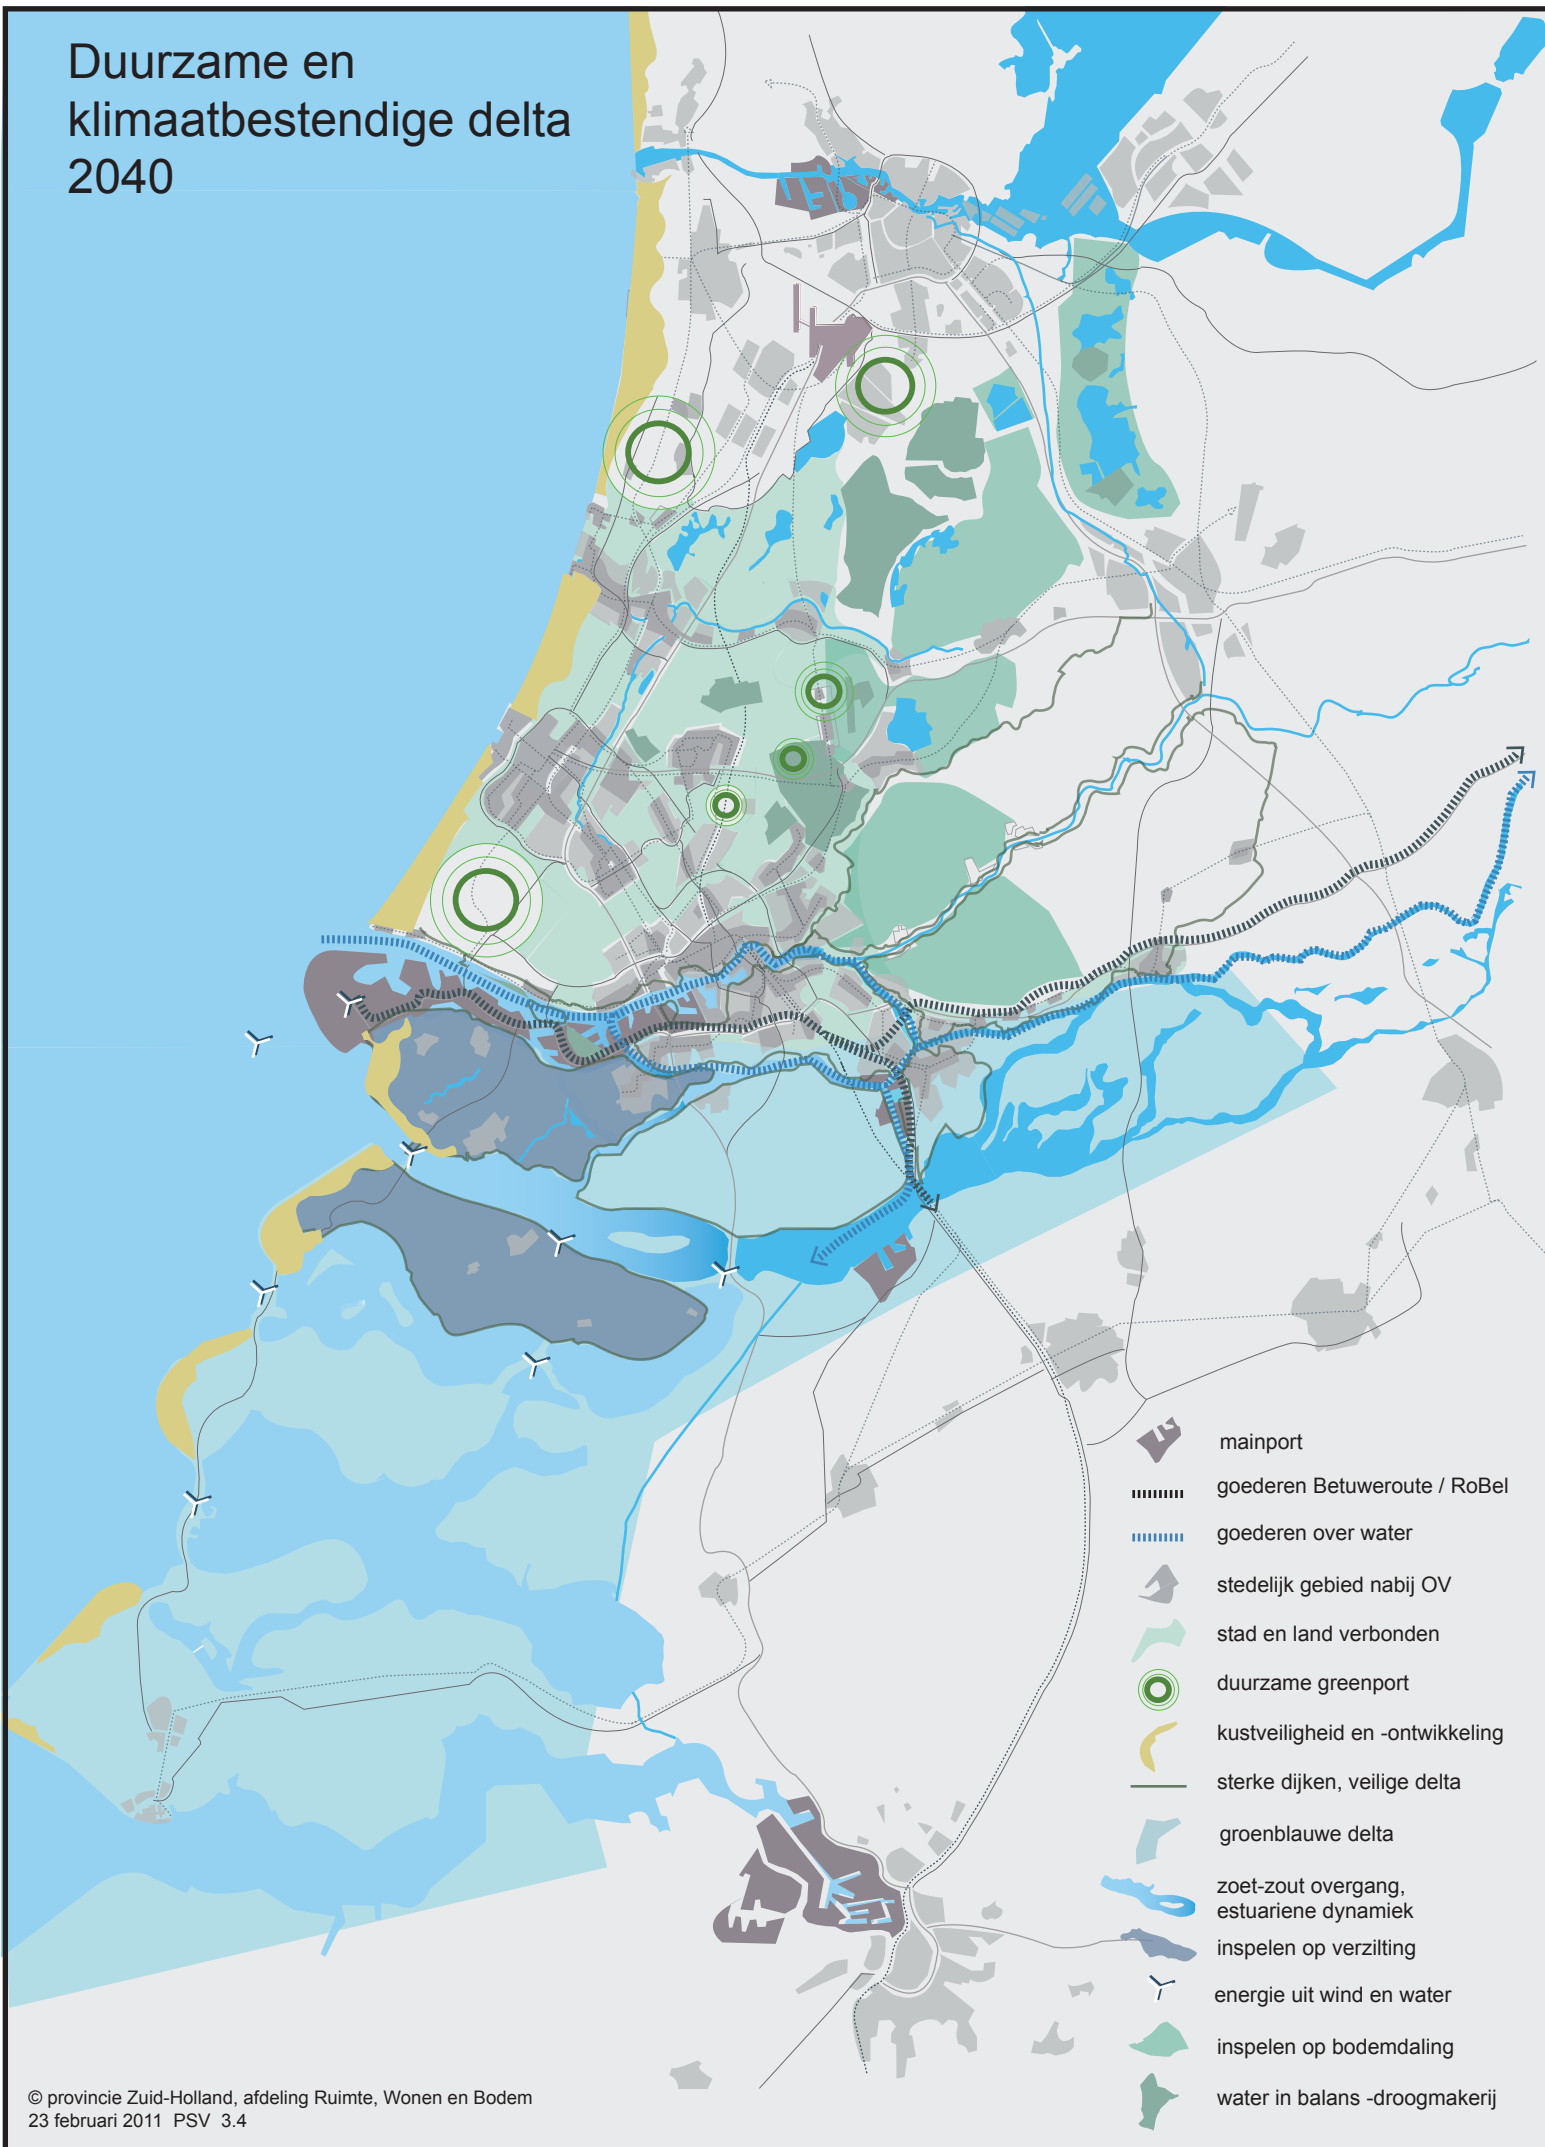 Duurzame en
klimaatbestendige delta
2040
mainport
goederen Betuweroute / RoBel
goederen over water
stedelijk gebied nabij OV
stad en land verbonden
duurzame greenport
kustveiligheid en -ontwikkeling
sterke dijken, veilige delta
groenblauwe delta
zoet-zout overgang,
estuariene dynamiek
inspelen op verzilting
energie uit wind en water
inspelen op bodemdaling
water in balans -droogmakerij
© provincie Zuid-Holland, afdeling Ruimte, Wonen en Bodem
23 februari 2011 PSV 3.4